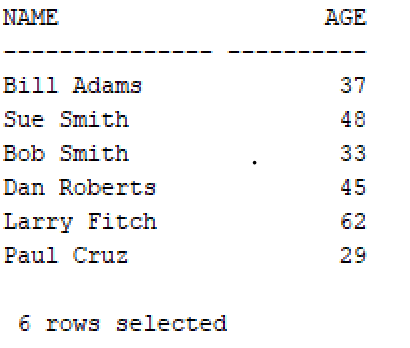 NAME AGE
--------------- ----------
Bill Adams 37
Sue Smith 48
Bob Smith 33
Dan Roberts 45
Larry Fitch 62
Paul Cruz 29
6 rows selected